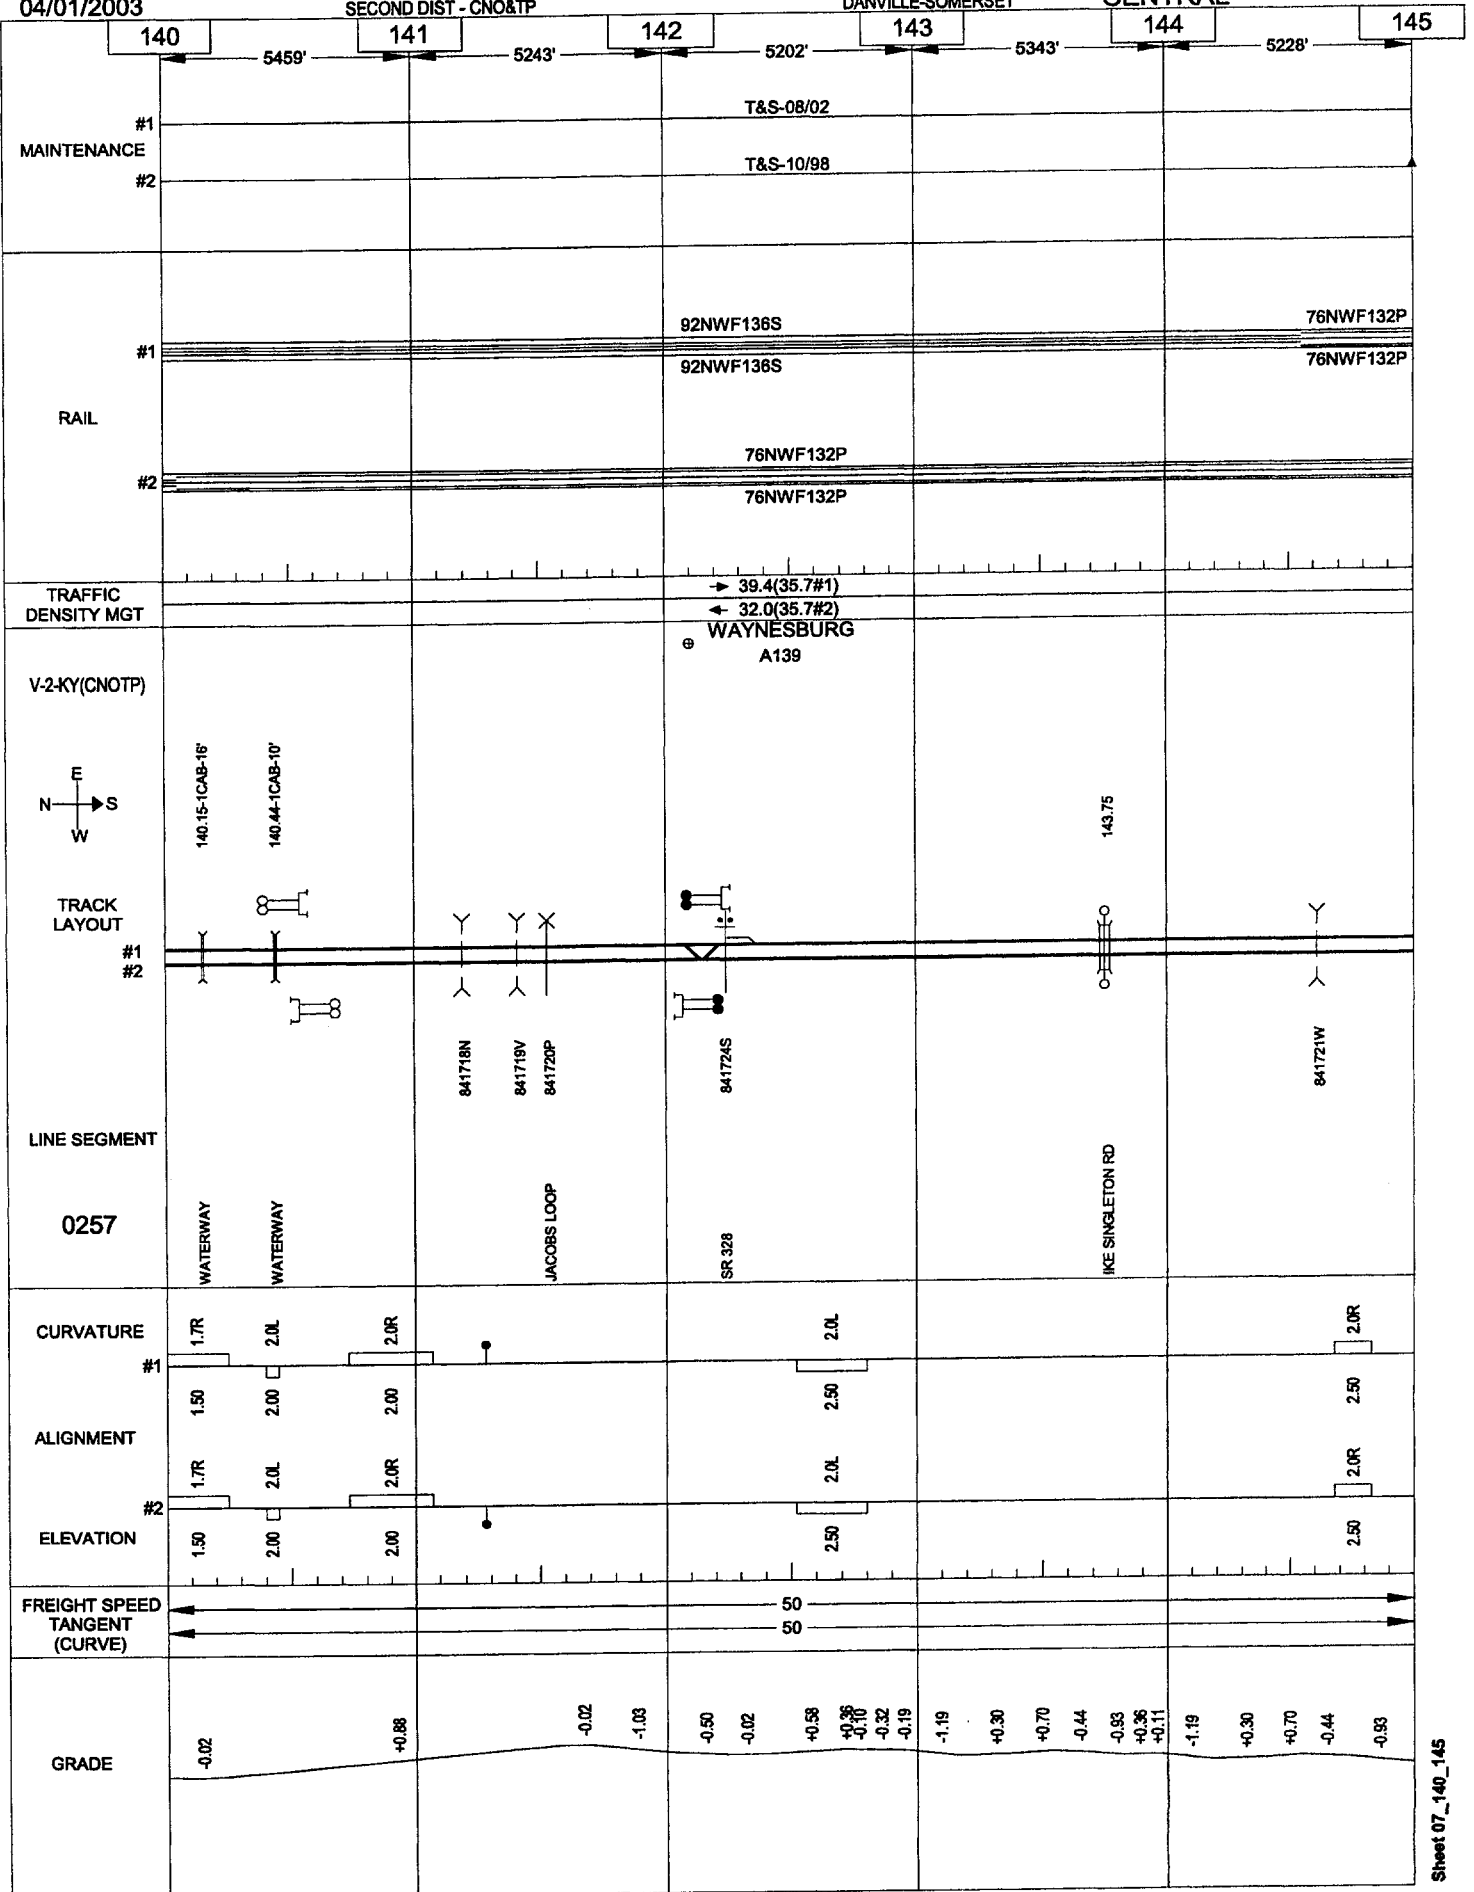 04/01/2003 SECOND DIST - CNO&TP DANVILLE-SOMERSET CENTRAL
140 141 142 143 144 145
5459' 5243' 5202' 5343' 5228'
MAINTENANCE
#1 T&S-08/02
#2 T&S-10/98
RAIL
92NWF136S 76NWF132P
#1
92NWF136S 76NWF132P
76NWF132P
#2
76NWF132P
TRAFFIC
DENSITY MGT
39.4(35.7#1)
32.0(35.7#2)
WAYNESBURG
A139
V-2-KY(CNOTP)
140.15-1CAB-16'
140.44-1CAB-10'
143.75
E
N S
W
TRACK
LAYOUT
#1
#2
841718N
841719V
841720P
841724S
841721W
LINE SEGMENT
0257
WATERWAY
WATERWAY
JACOBS LOOP
SR 328
IKE SINGLETON RD
CURVATURE
1.7R 2.0L 2.0R 2.0L 2.0R
#1
1.50 2.00 2.00 2.50 2.50
ALIGNMENT
1.7R 2.0L 2.0R 2.0L 2.0R
#2
ELEVATION
1.50 2.00 2.00 2.50 2.50
FREIGHT SPEED
TANGENT
(CURVE)
50
50
GRADE
-0.02 +0.88 -0.02 -1.03 -0.50 -0.02 +0.58 +0.36 -0.10 -0.32 -0.19 -1.19 +0.30 +0.70 -0.44 -0.93 +0.36 +0.11 -1.19 +0.30 +0.70 -0.44 -0.93
Sheet 07_140_145